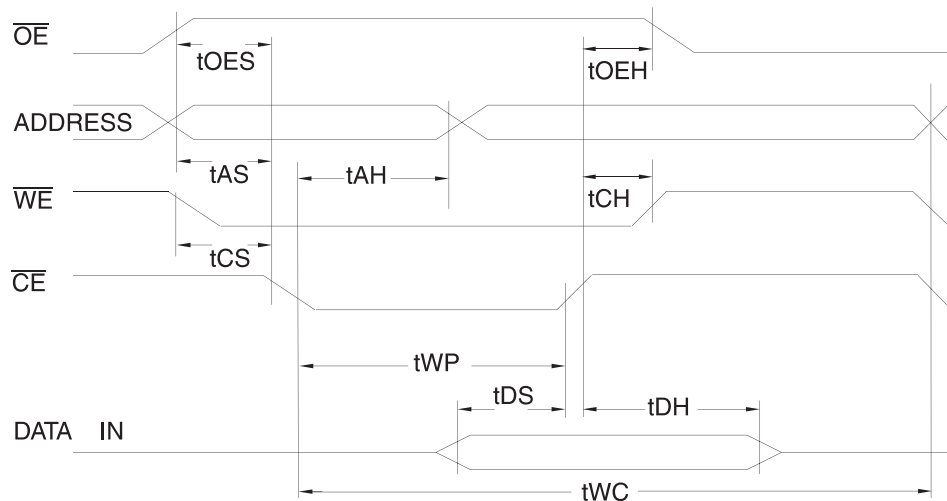 OE
tOES
tOEH
ADDRESS
tAS
tAH
WE
tCH
tCS
CE
tWP
tDS
tDH
DATA IN
tWC